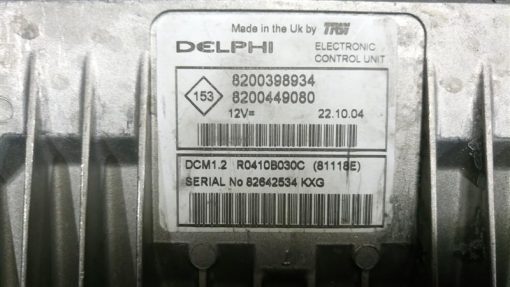 Made in the Uk by TRW
DELPHI ELECTRONIC
CONTROL UNIT
153
8200398934
8200449080
12V= 22.10.04
DCM1.2 R0410B030C (81118E)
SERIAL No 82642534 KXG